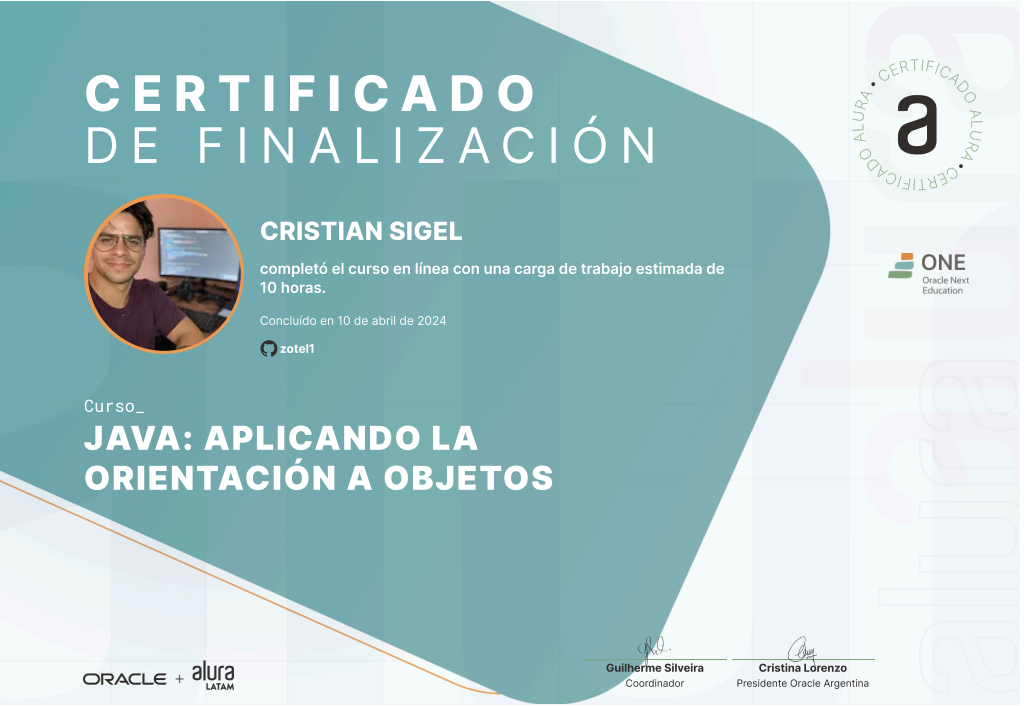 CERTIFICADO
DE FINALIZACIÓN
CERTIFICADO ALURA • CERTIFICADO ALURA •
a
CRISTIAN SIGEL
completó el curso en línea con una carga de trabajo estimada de
10 horas.
Concluído en 10 de abril de 2024
zotel1
ONE
Oracle Next
Education
Curso_
JAVA: APLICANDO LA
ORIENTACIÓN A OBJETOS
alura
alura
ORACLE + alura
LATAM
Guilherme Silveira
Coordinador
Cristina Lorenzo
Presidente Oracle Argentina